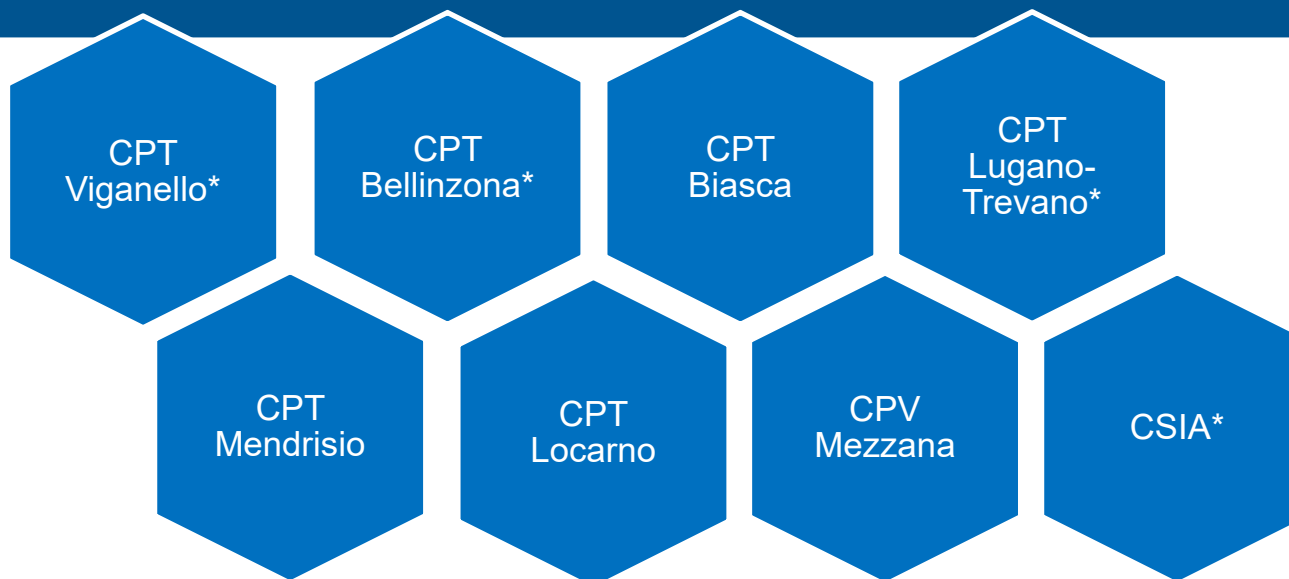 CPT
Viganello*
CPT
Bellinzona*
CPT
Biasca
CPT
Lugano-
Trevano*
CPT
Mendrisio
CPT
Locarno
CPV
Mezzana
CSIA*